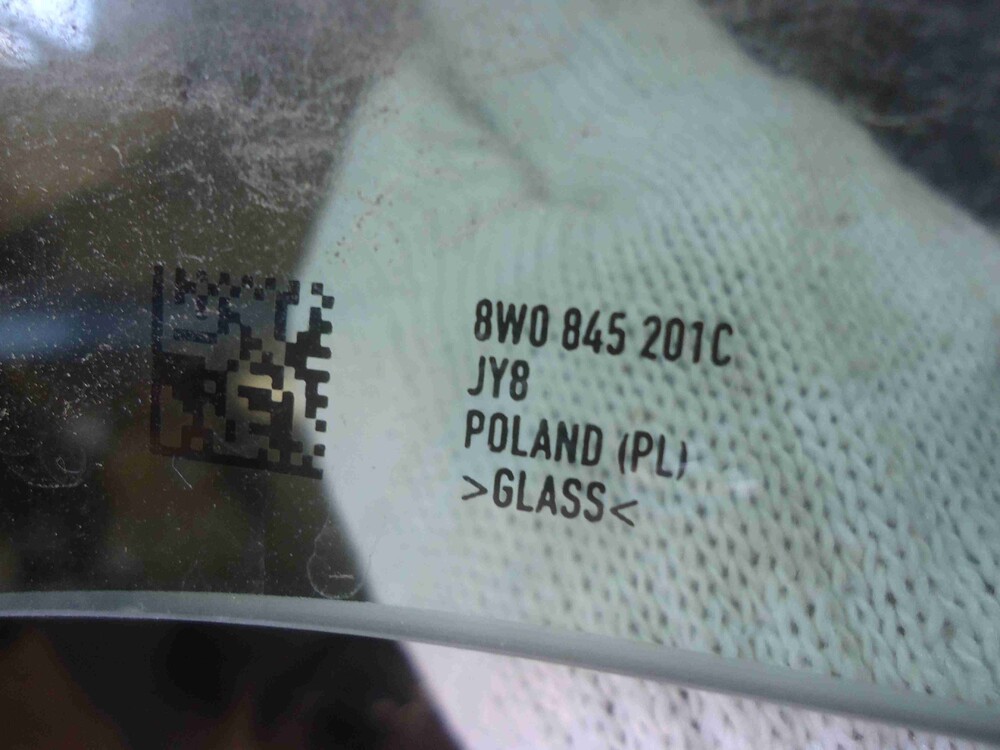 8W0 845 201C
JY8
POLAND (PL)
>GLASS<